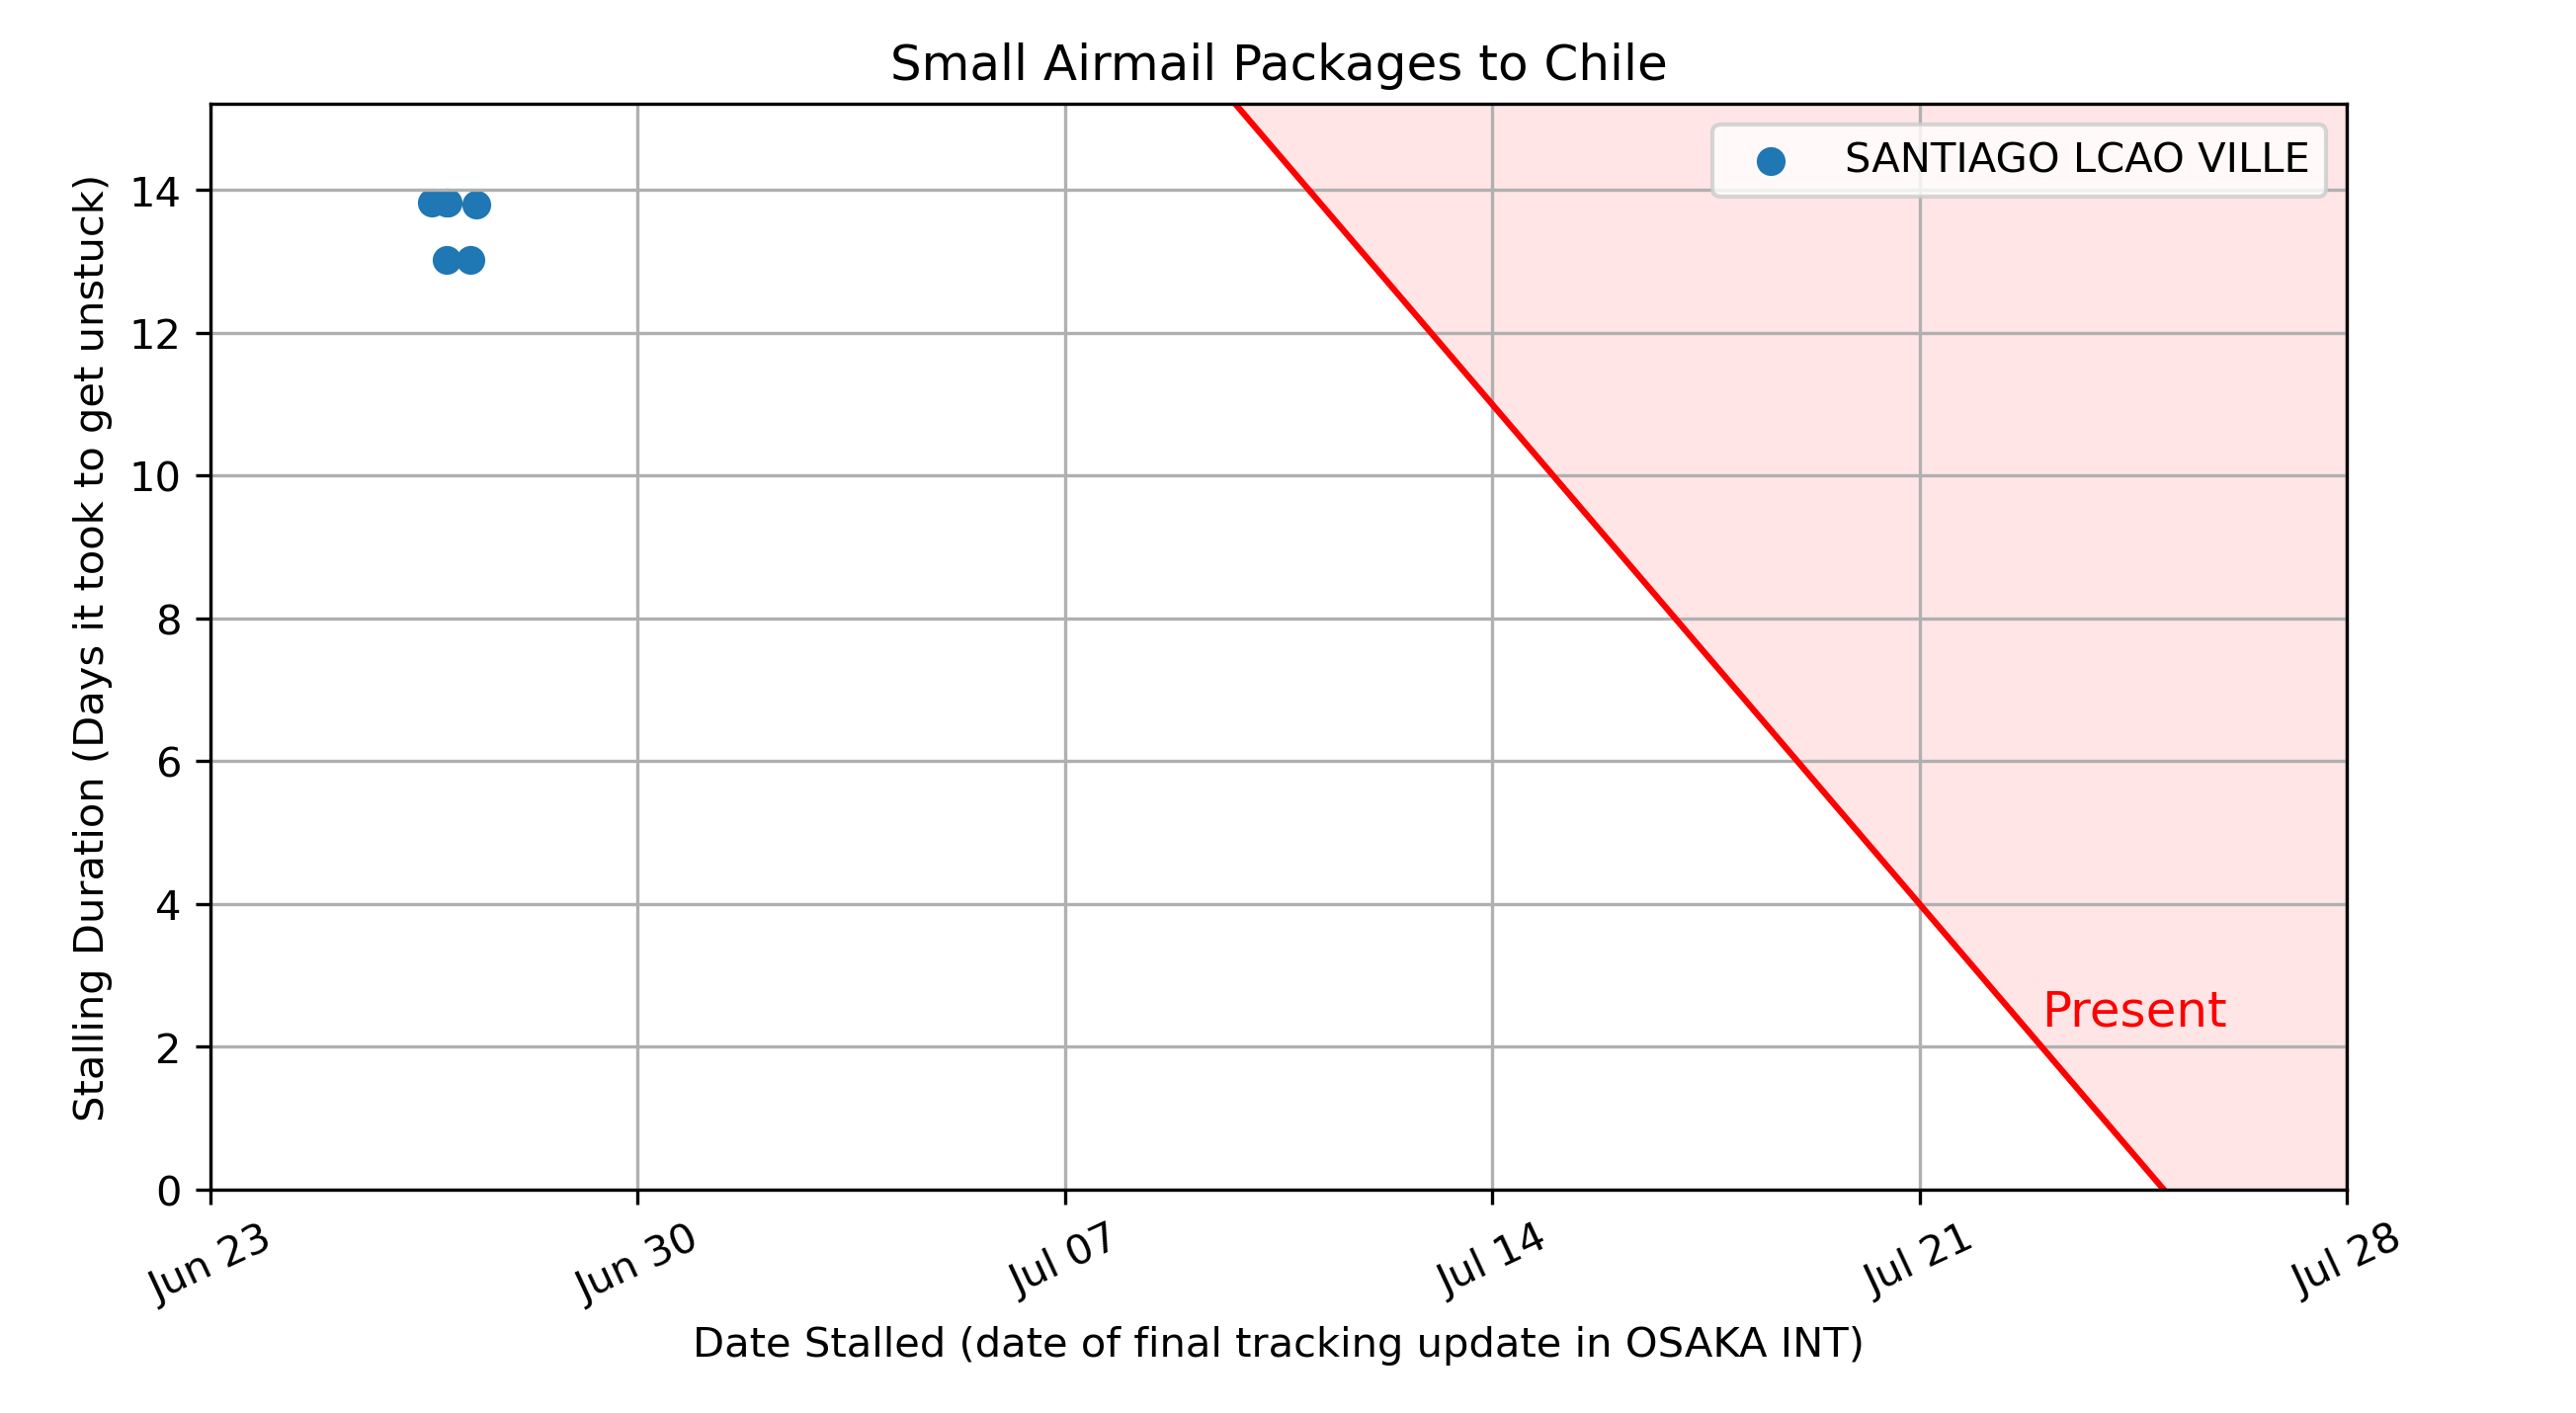 Small Airmail Packages to Chile
SANTIAGO LCAO VILLE
Stalling Duration (Days it took to get unstuck)
14
12
10
8
6
4
2
0
Present
Jun 23
Jun 30
Jul 07
Jul 14
Jul 21
Jul 28
Date Stalled (date of final tracking update in OSAKA INT)